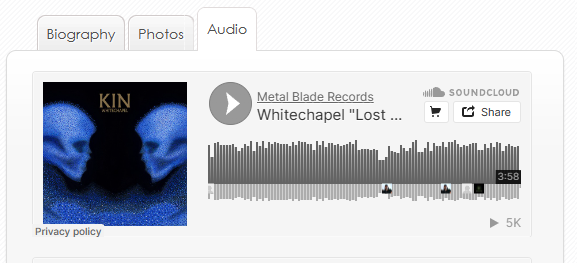 Biography
Photos
Audio
KIN
WHITECHAPEL
Metal Blade Records
Whitechapel "Lost ...
SOUNDCLOUD
Share
3:58
5K
Privacy policy